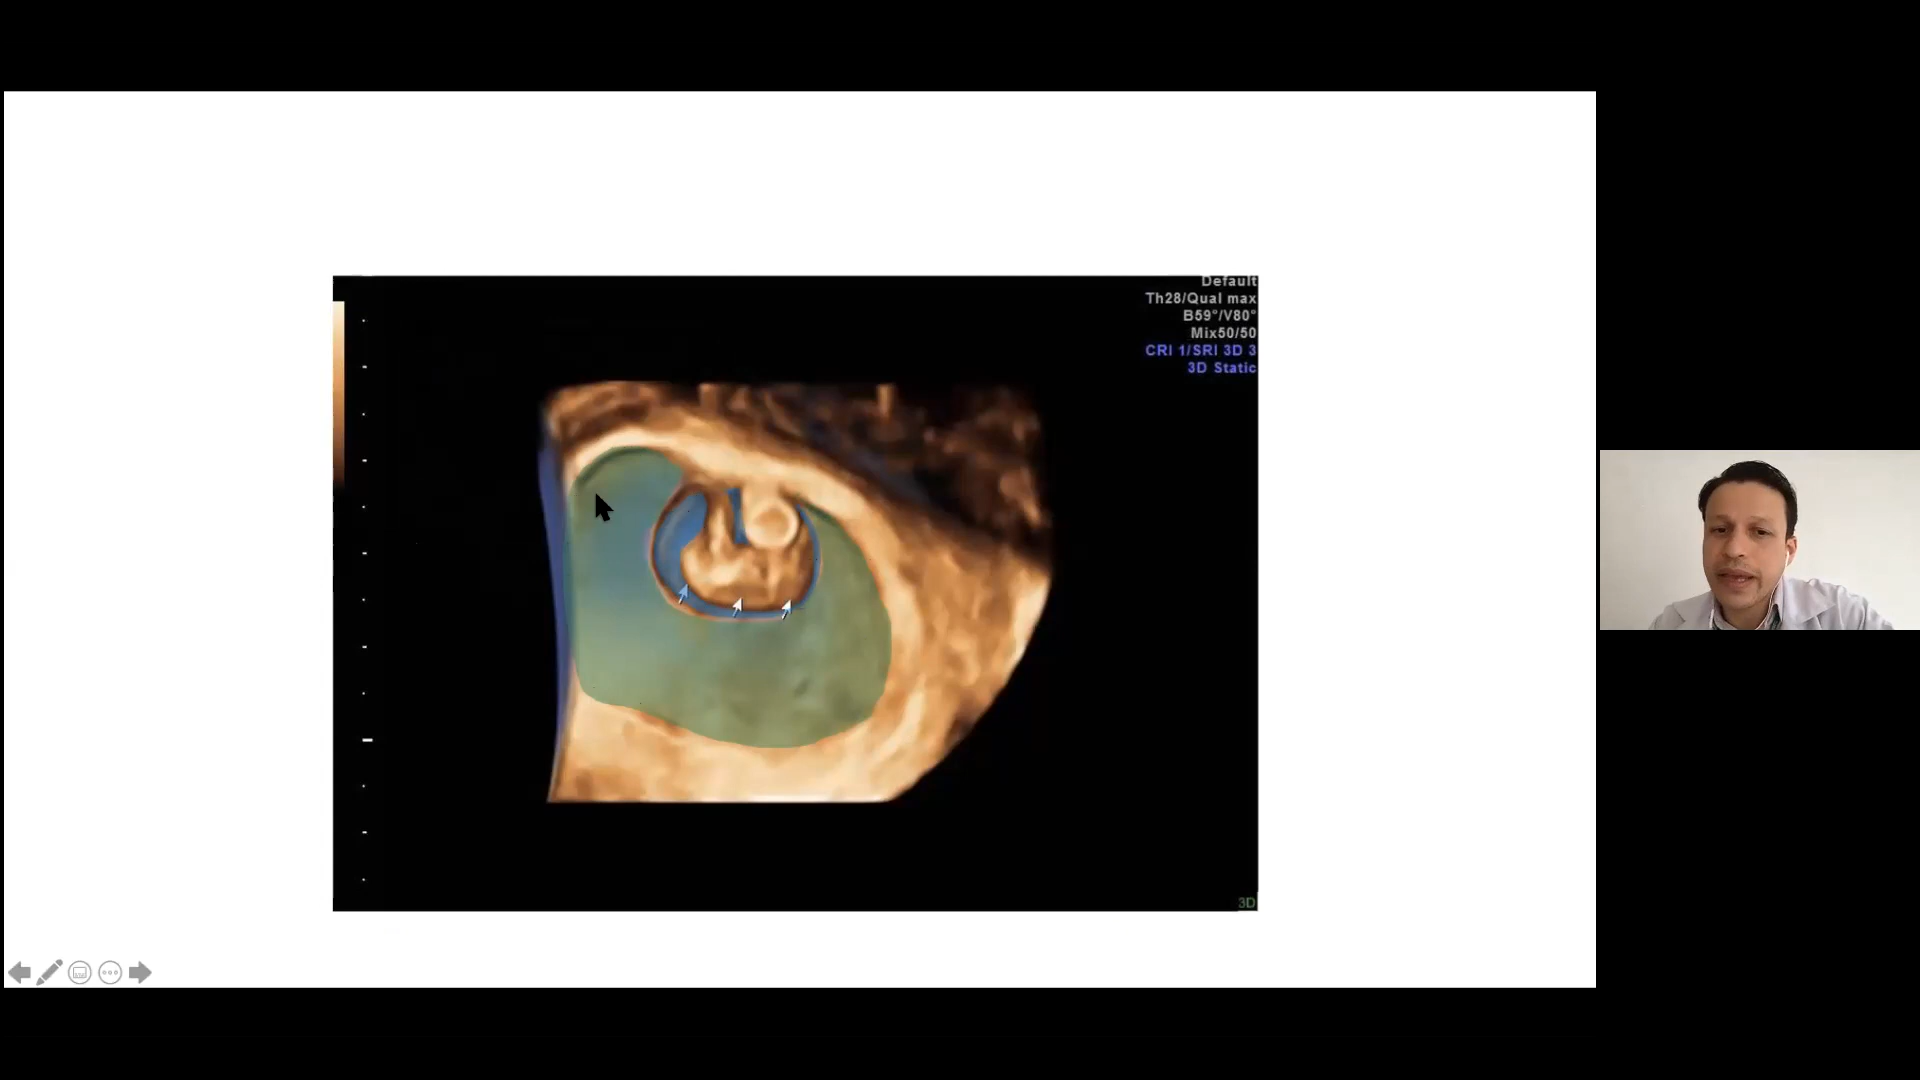 Default
Th28/Qual max
B59°/V80°
Mix50/50
CRI 1/SRI 3D 3
3D Static
3D